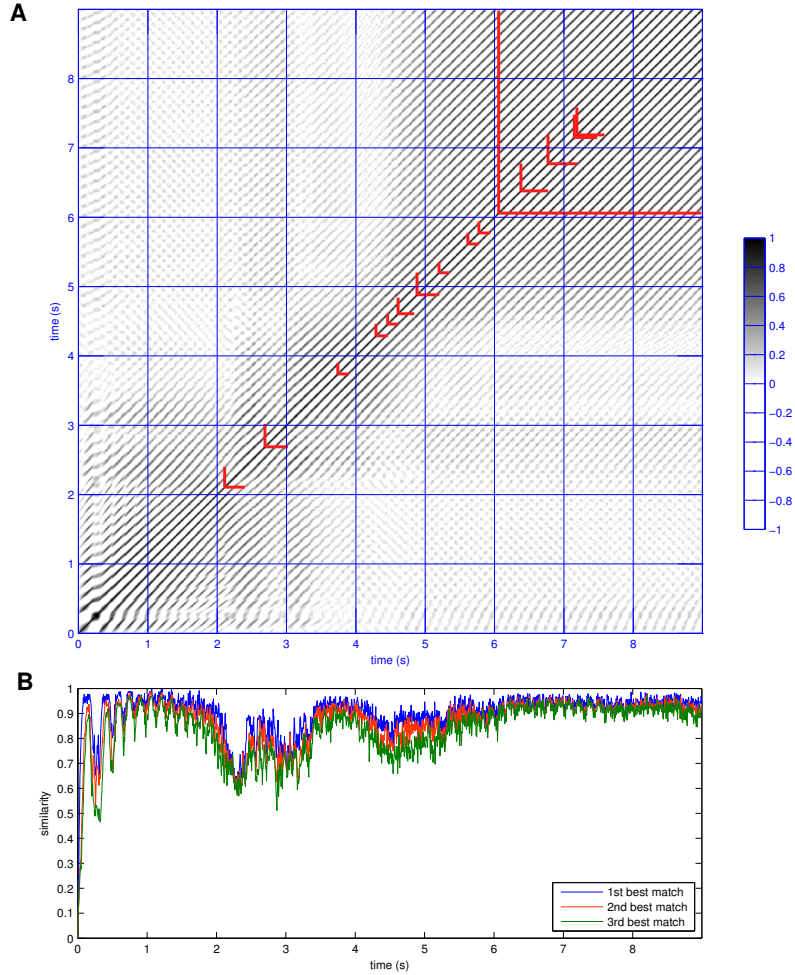 A
8
7
6
5
4
3
2
1
0
time (s)
0 1 2 3 4 5 6 7 8
time (s)
1
0.8
0.6
0.4
0.2
0
−0.2
−0.4
−0.6
−0.8
−1
B
1
0.9
0.8
0.7
0.6
0.5
0.4
0.3
0.2
0.1
0
similarity
1st best match
2nd best match
3rd best match
0 1 2 3 4 5 6 7 8
time (s)